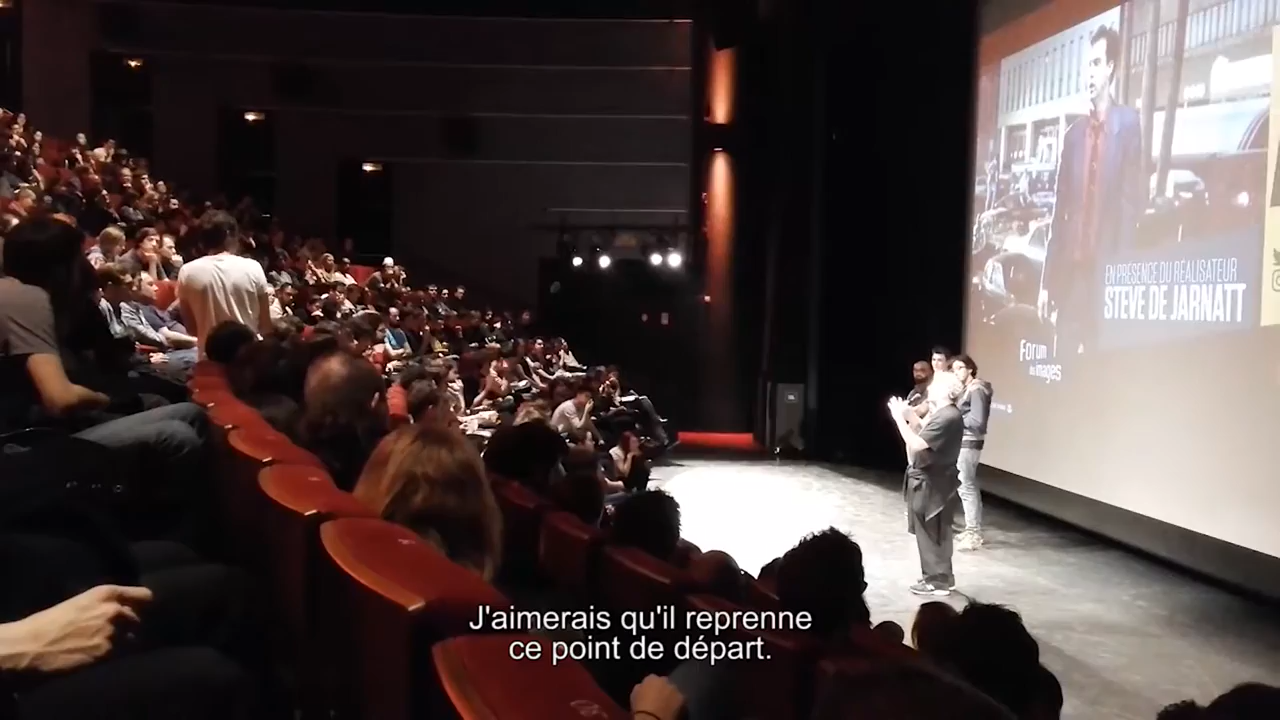 EN PRÉSENCE DU RÉALISATEUR
STEVE DE JARNATT
Forum
des images
J'aimerais qu'il reprenne
ce point de départ.